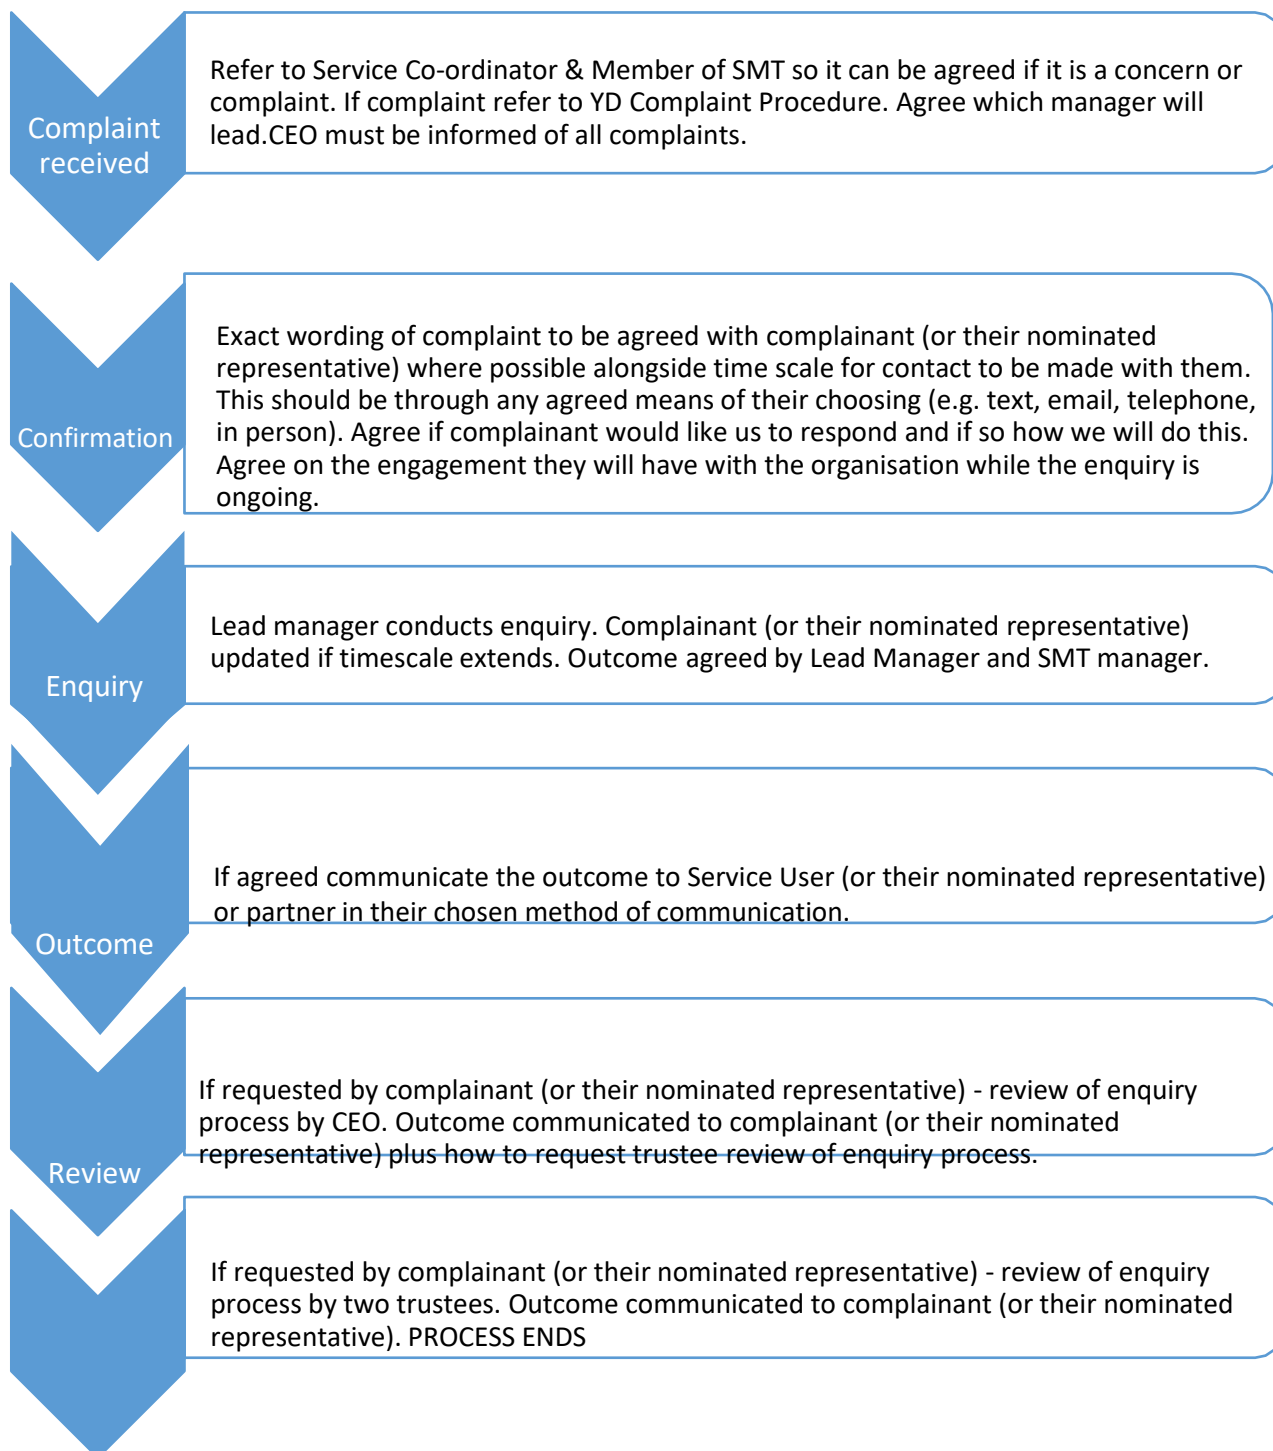 Complaint
received
Refer to Service Co-ordinator & Member of SMT so it can be agreed if it is a concern or
complaint. If complaint refer to YD Complaint Procedure. Agree which manager will
lead.CEO must be informed of all complaints.
Confirmation
Exact wording of complaint to be agreed with complainant (or their nominated
representative) where possible alongside time scale for contact to be made with them.
This should be through any agreed means of their choosing (e.g. text, email, telephone,
in person). Agree if complainant would like us to respond and if so how we will do this.
Agree on the engagement they will have with the organisation while the enquiry is
ongoing.
Enquiry
Lead manager conducts enquiry. Complainant (or their nominated representative)
updated if timescale extends. Outcome agreed by Lead Manager and SMT manager.
Outcome
If agreed communicate the outcome to Service User (or their nominated representative)
or partner in their chosen method of communication.
Review
If requested by complainant (or their nominated representative) - review of enquiry
process by CEO. Outcome communicated to complainant (or their nominated
representative) plus how to request trustee review of enquiry process.
If requested by complainant (or their nominated representative) - review of enquiry
process by two trustees. Outcome communicated to complainant (or their nominated
representative). PROCESS ENDS